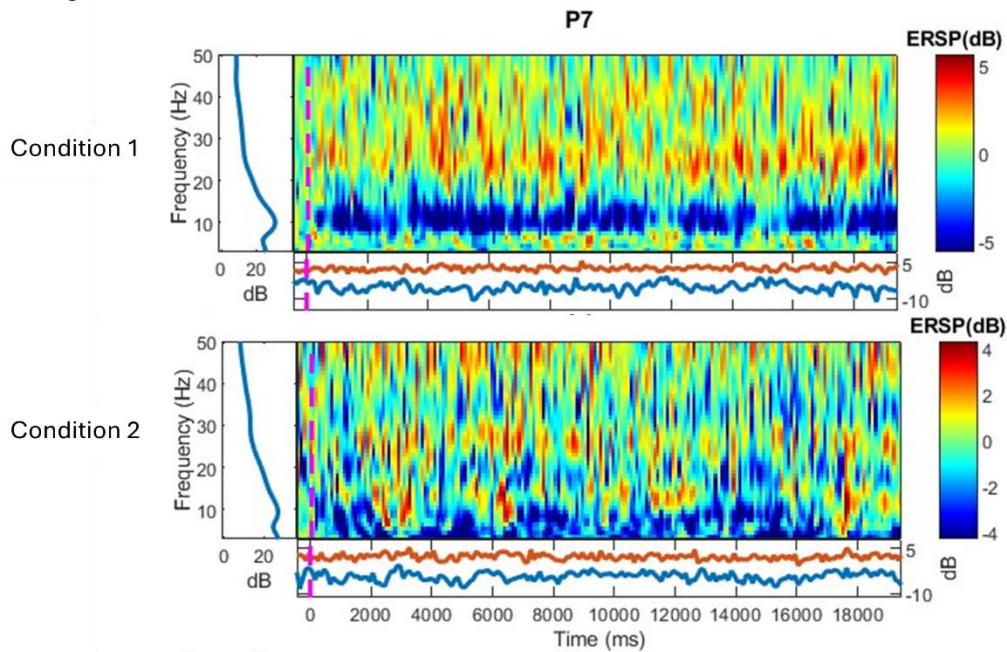 P7
ERSP(dB)
Condition 1
Frequency (Hz)
50
40
30
20
10
5
0
-5
0 20
dB
5
-10
dB
ERSP(dB)
Condition 2
Frequency (Hz)
50
40
30
20
10
4
2
0
-2
-4
0 20
dB
5
-10
dB
0 2000 4000 6000 8000 10000 12000 14000 16000 18000
Time (ms)